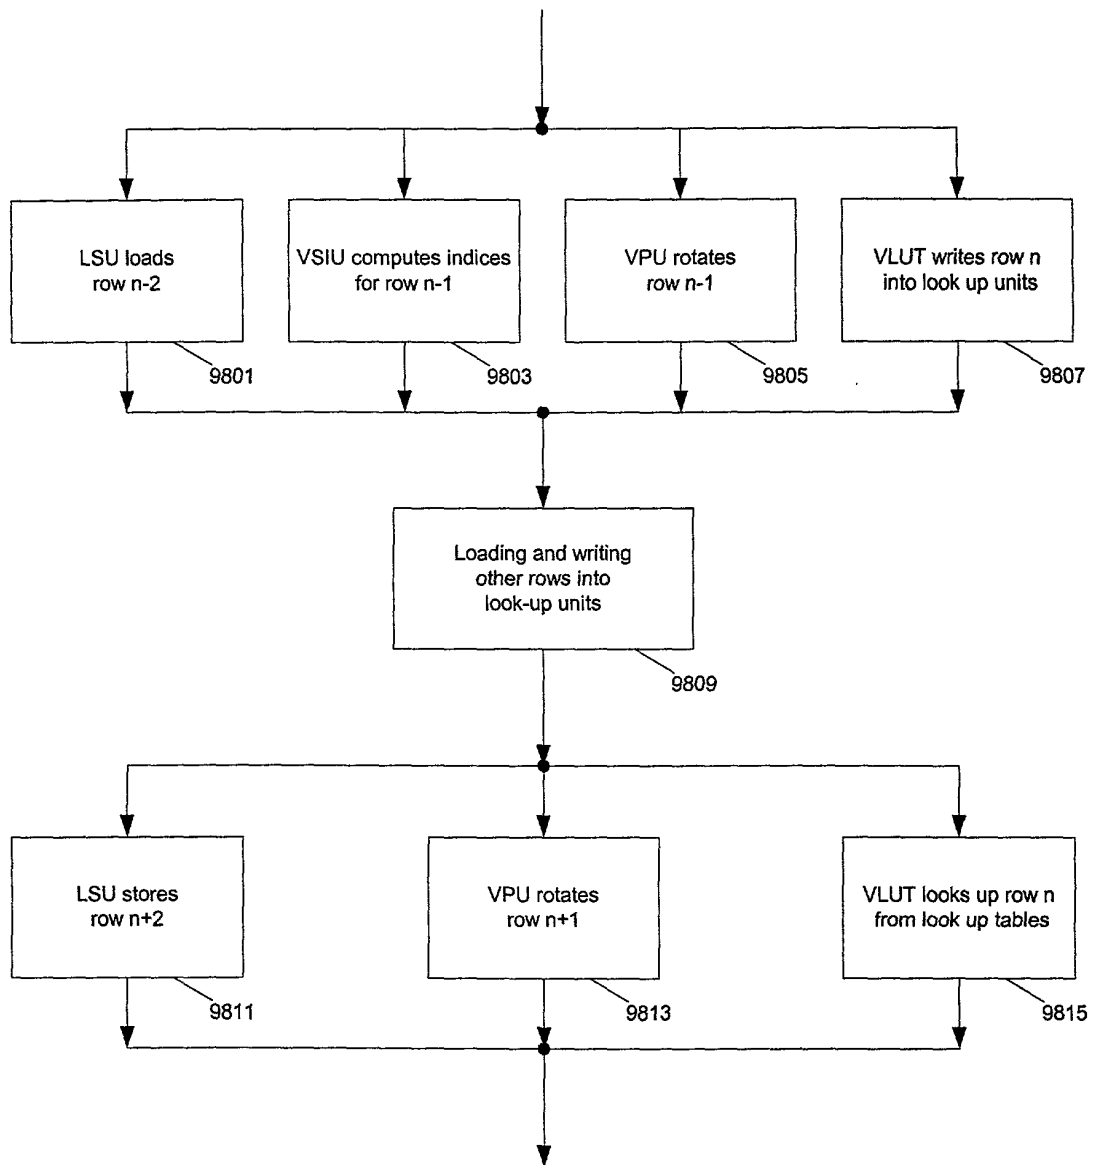 LSU loads
row n-2
VSIU computes indices
for row n-1
VPU rotates
row n-1
VLUT writes row n
into look up units
9801
9803
9805
9807
Loading and writing
other rows into
look-up units
9809
LSU stores
row n+2
VPU rotates
row n+1
VLUT looks up row n
from look up tables
9811
9813
9815